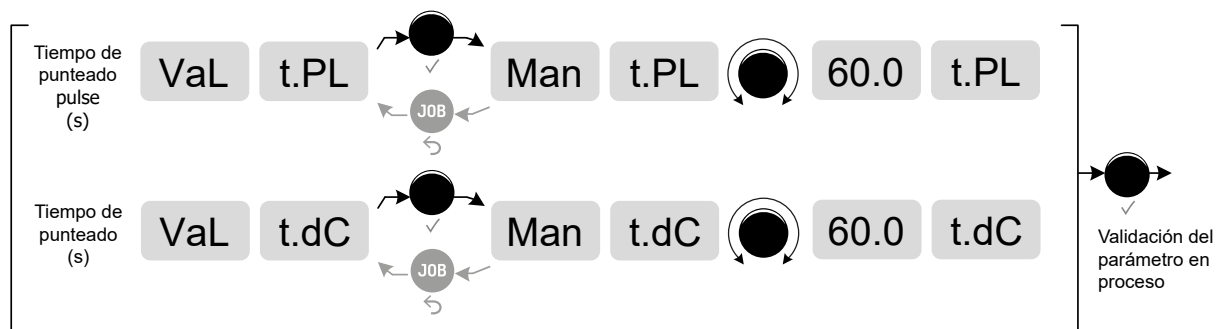 Tiempo de
punteado
pulse
(s)
VaL t.PL Man t.PL 60.0 t.PL
JOB
Tiempo de
punteado
(s)
VaL t.dC Man t.dC 60.0 t.dC
JOB
Validación del
parámetro en
proceso